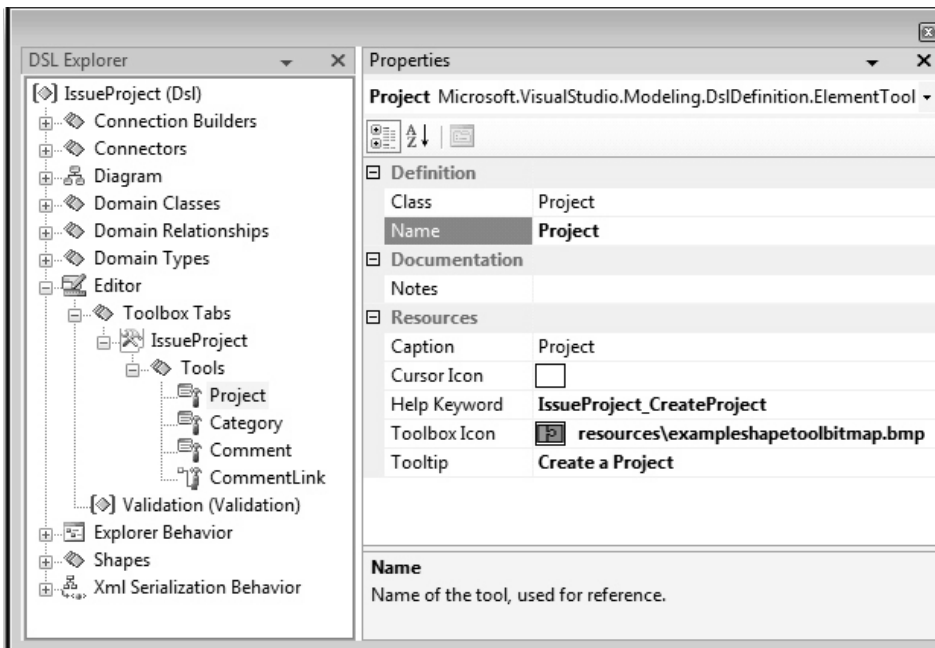 DSL Explorer
IssueProject (Dsl)
Connection Builders
Connectors
Diagram
Domain Classes
Domain Relationships
Domain Types
Editor
Toolbox Tabs
IssueProject
Tools
Project
Category
Comment
CommentLink
Validation (Validation)
Explorer Behavior
Shapes
Xml Serialization Behavior
Properties
Project Microsoft.VisualStudio.Modeling.DslDefinition.ElementTool
Definition
Class Project
Name Project
Documentation
Notes
Resources
Caption Project
Cursor Icon
Help Keyword IssueProject_CreateProject
Toolbox Icon resources\exampleshapetoolbitmap.bmp
Tooltip Create a Project
Name
Name of the tool, used for reference.